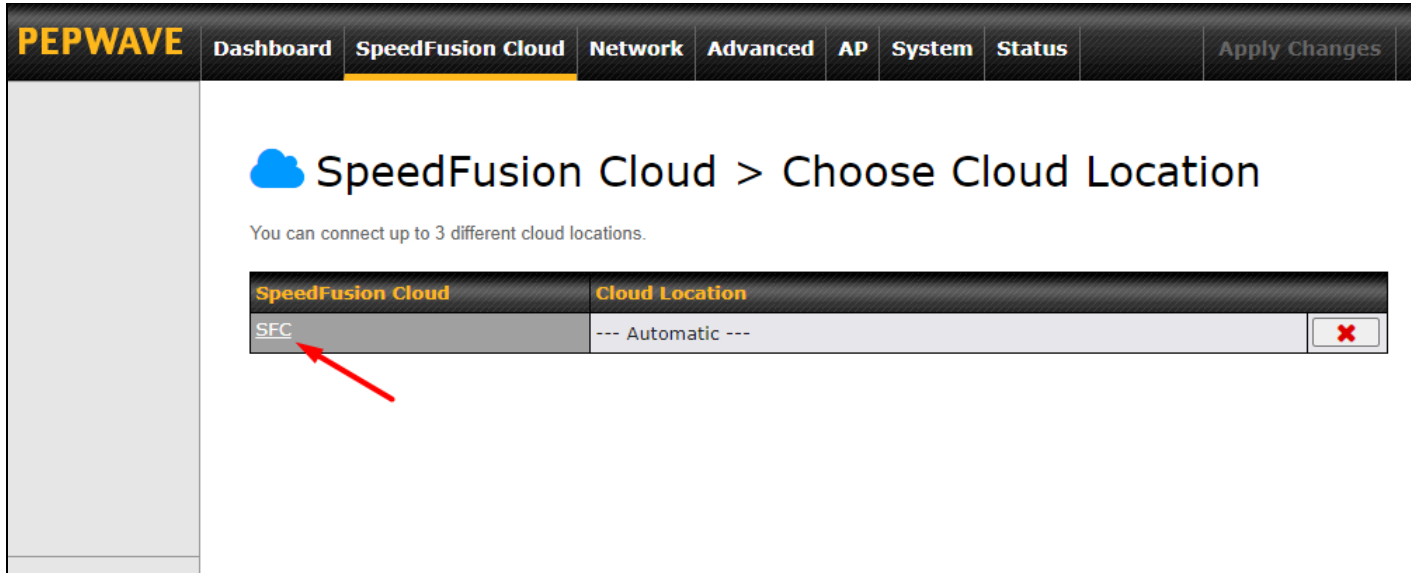 PEPWAVE Dashboard SpeedFusion Cloud Network Advanced AP System Status Apply Changes
SpeedFusion Cloud > Choose Cloud Location
You can connect up to 3 different cloud locations.
SpeedFusion Cloud Cloud Location
SFC --- Automatic ---